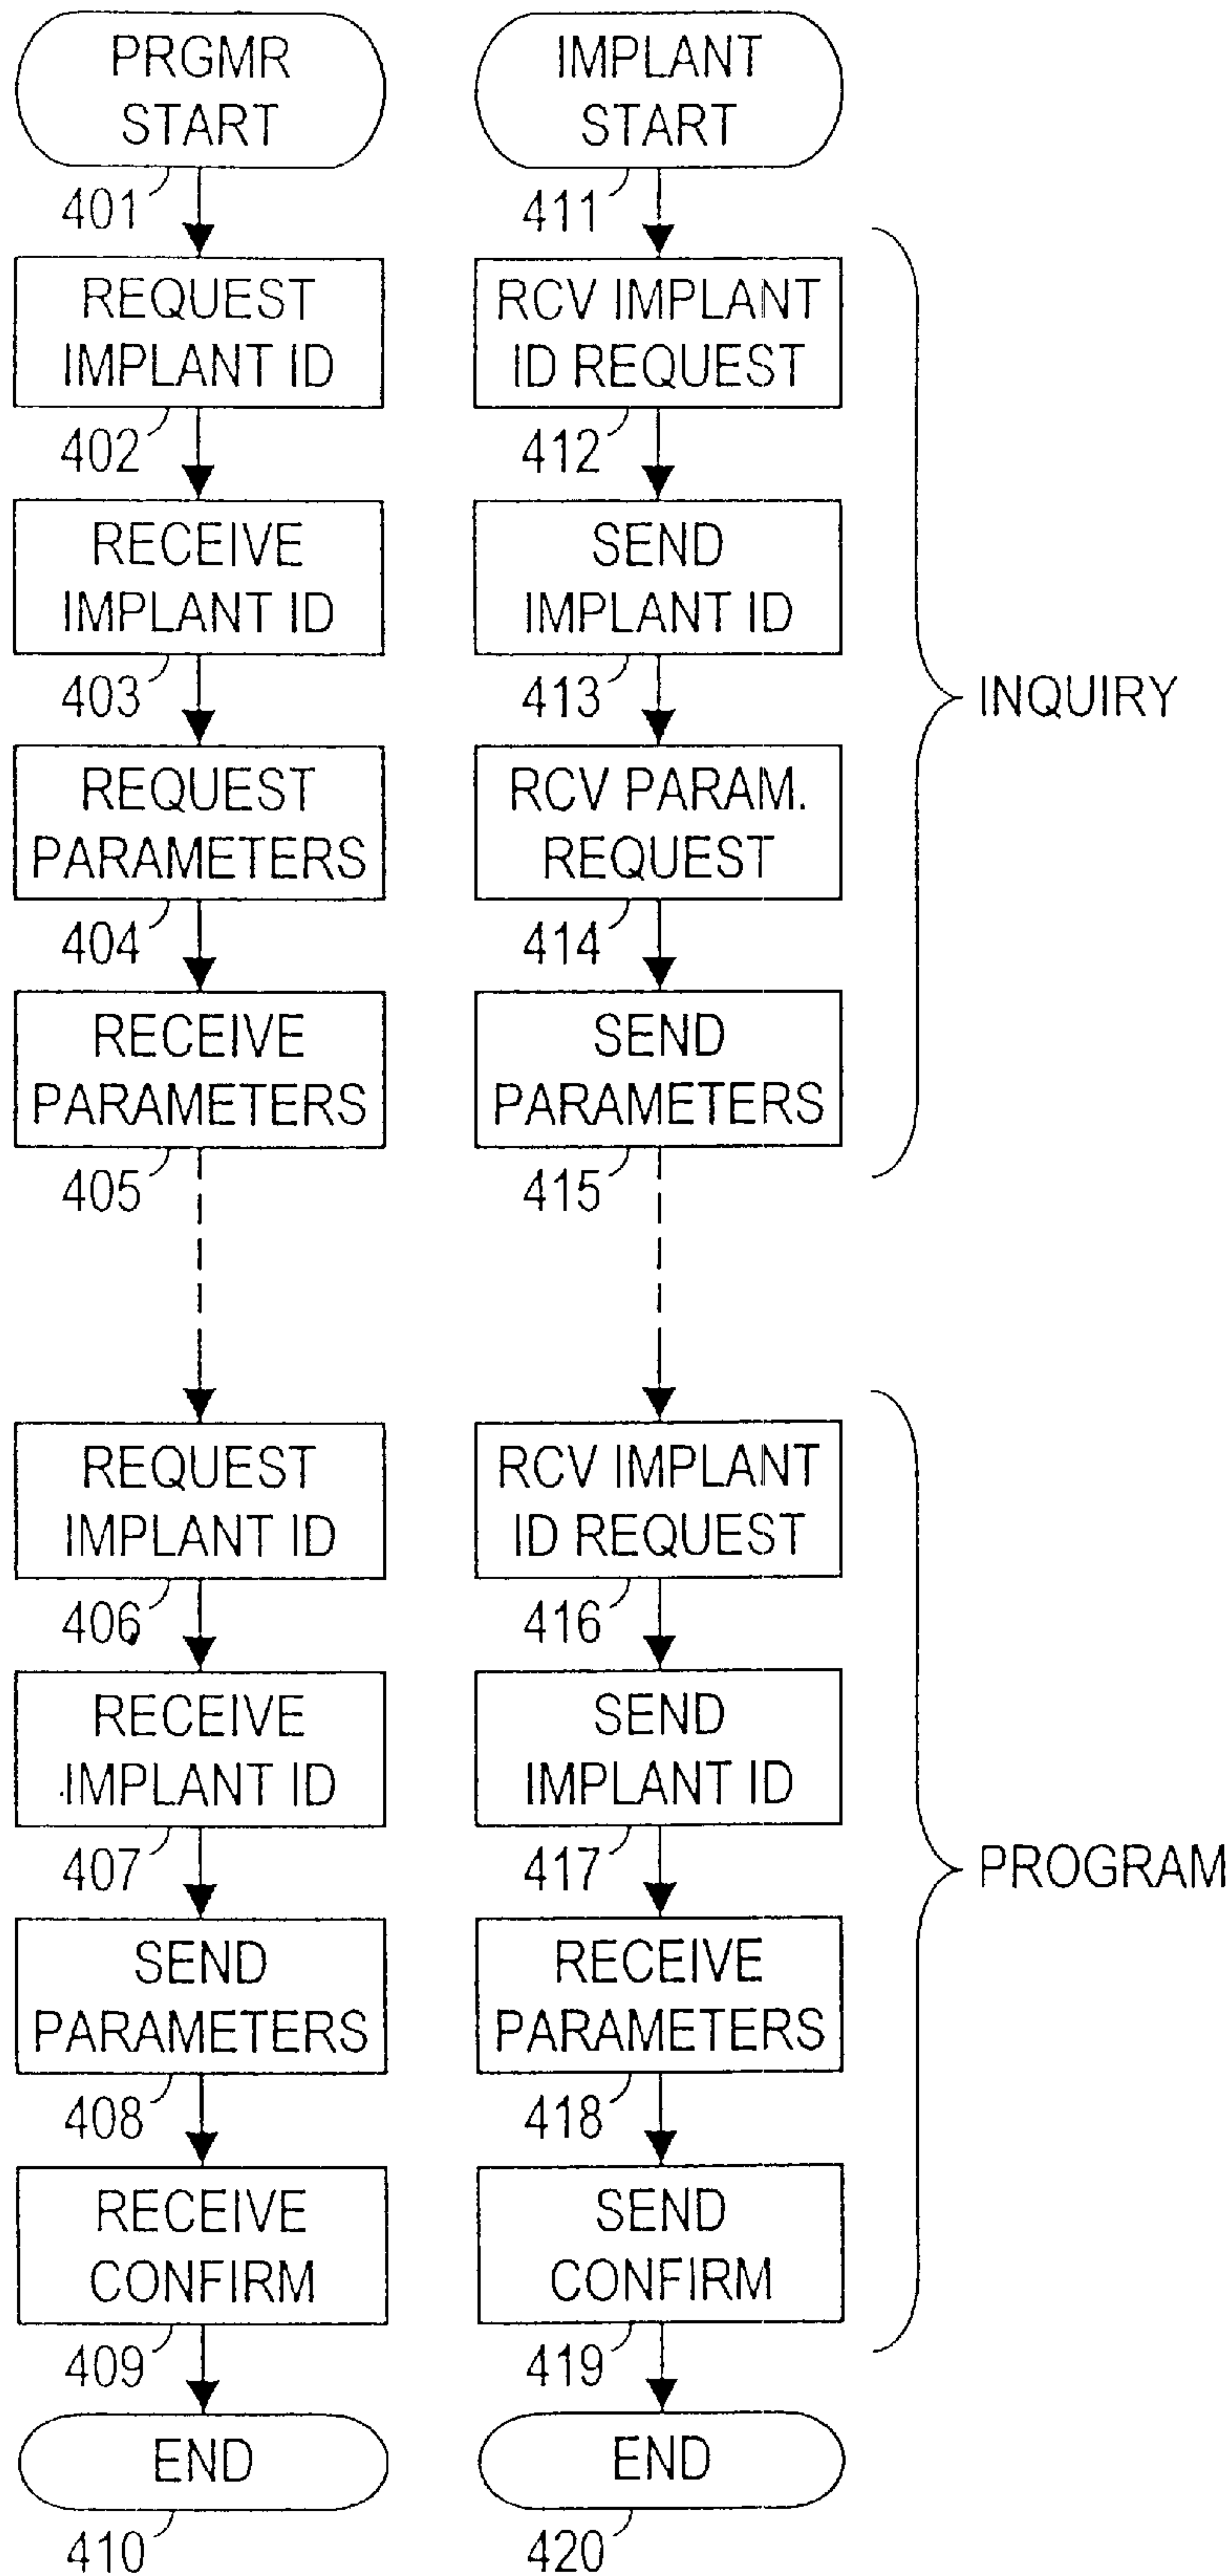 PRGMR
START
401
REQUEST
IMPLANT ID
402
RECEIVE
IMPLANT ID
403
REQUEST
PARAMETERS
404
RECEIVE
PARAMETERS
405
REQUEST
IMPLANT ID
406
RECEIVE
IMPLANT ID
407
SEND
PARAMETERS
408
RECEIVE
CONFIRM
409
END
410
IMPLANT
START
411
RCV IMPLANT
ID REQUEST
412
SEND
IMPLANT ID
413
RCV PARAM.
REQUEST
414
SEND
PARAMETERS
415
RCV IMPLANT
ID REQUEST
416
SEND
IMPLANT ID
417
RECEIVE
PARAMETERS
418
SEND
CONFIRM
419
END
420
INQUIRY
PROGRAM